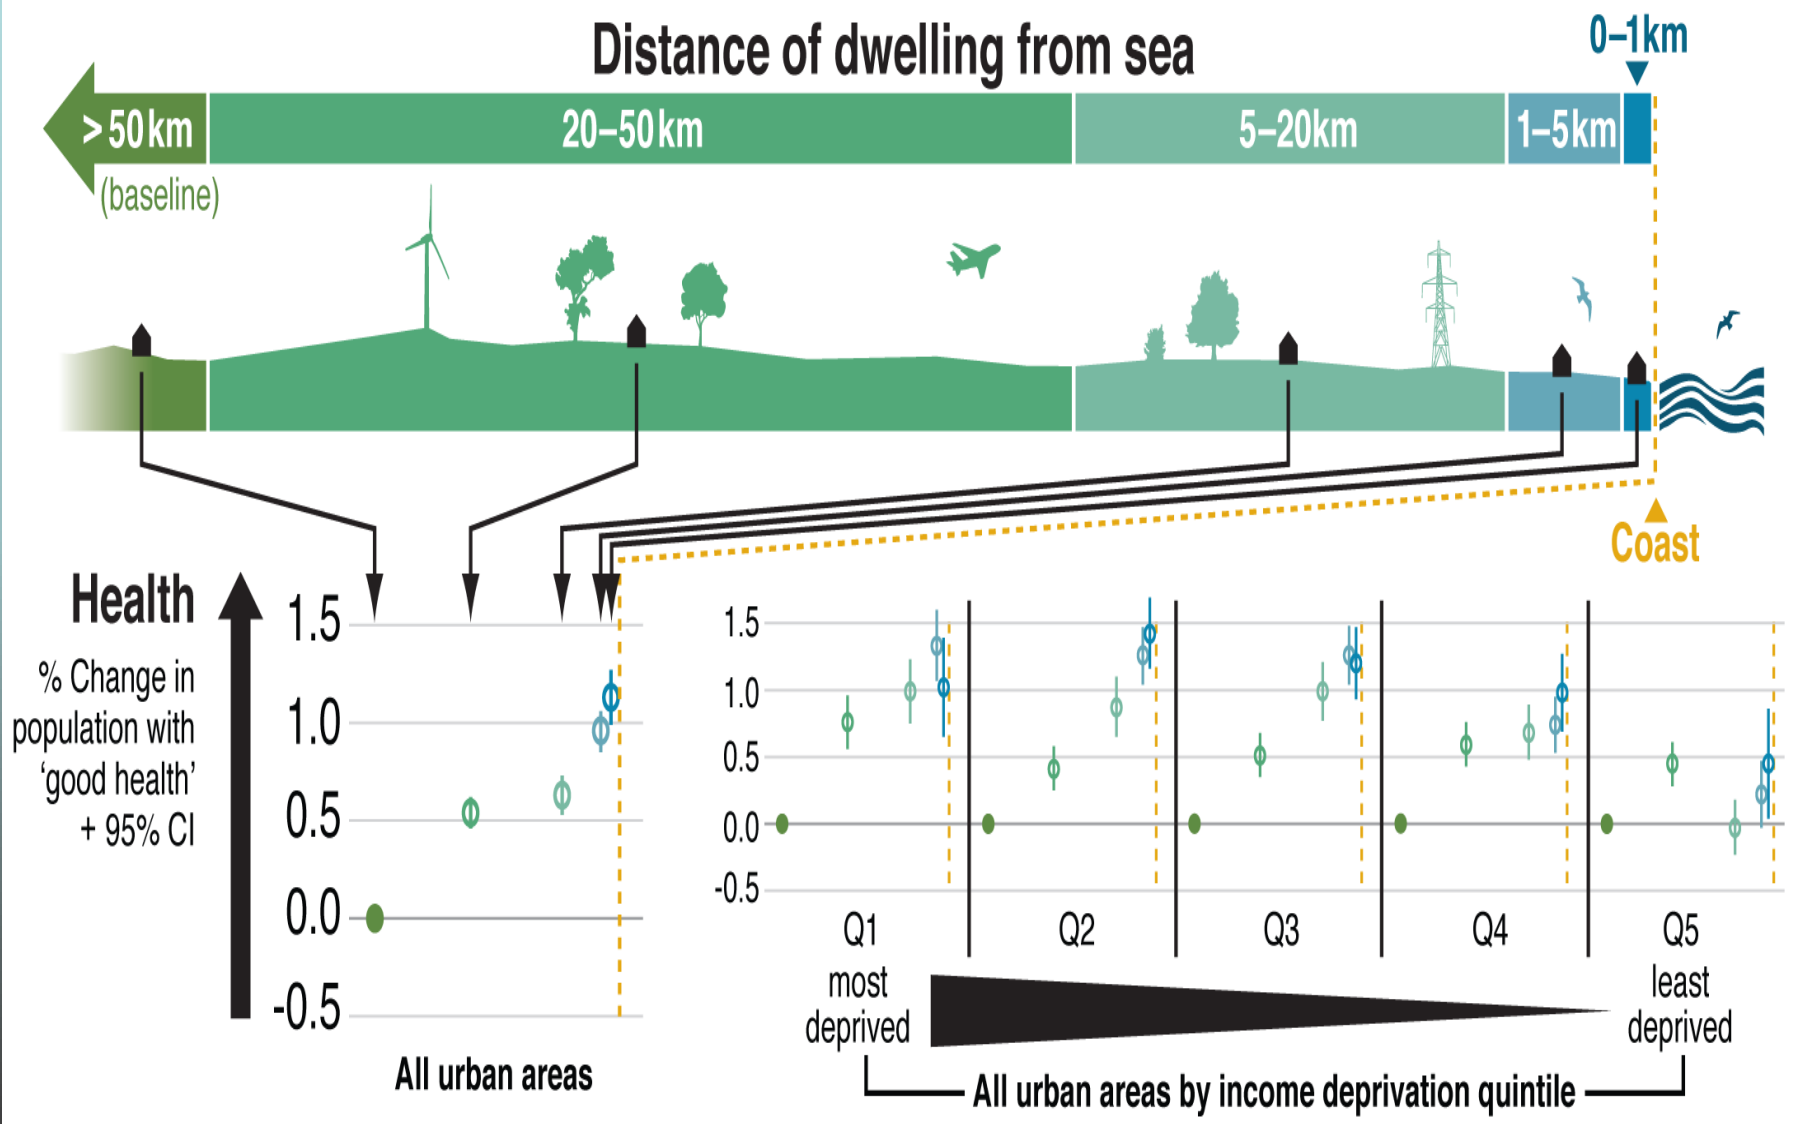 Distance of dwelling from sea
0–1km
> 50km
20–50km
5–20km
1–5km
(baseline)
Coast
Health
% Change in
population with
‘good health’
+ 95% CI
1.5
1.0
0.5
0.0
-0.5
All urban areas
1.5
1.0
0.5
0.0
-0.5
Q1
Q2
Q3
Q4
Q5
most
deprived
least
deprived
All urban areas by income deprivation quintile